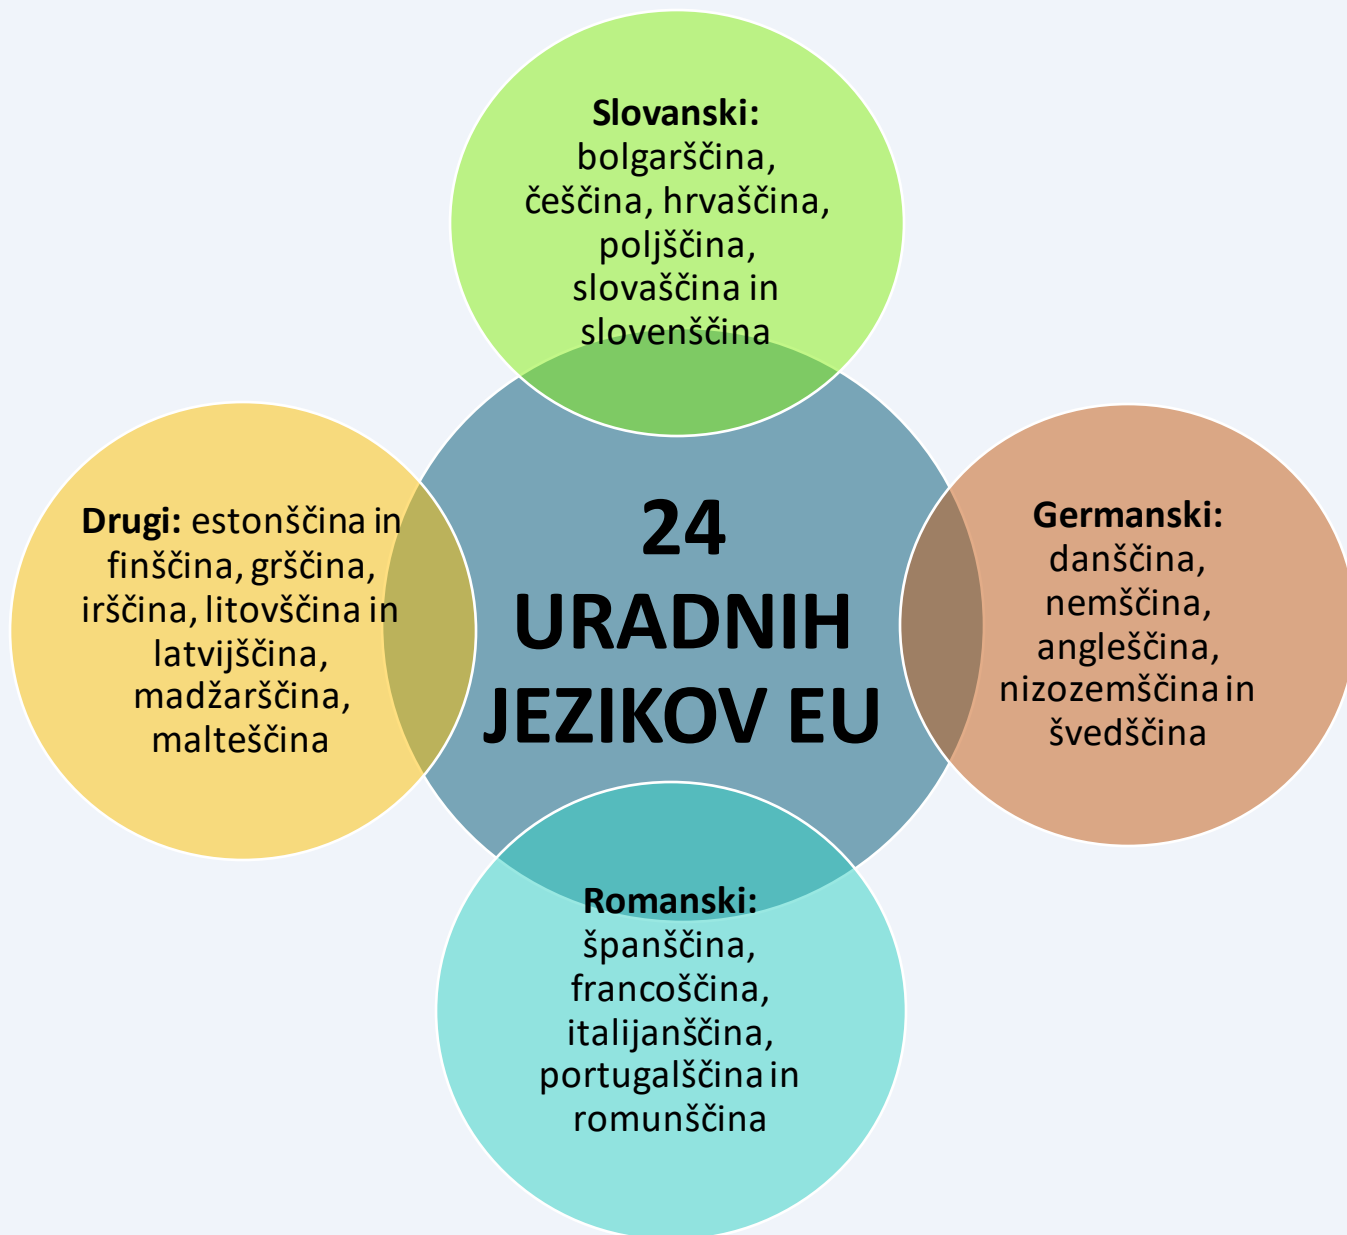 Slovanski:
bolgarščina,
češčina, hrvaščina,
poljščina,
slovaščina in
slovenščina
Drugi: estonščina in
finščina, grščina,
irščina, litovščina in
latvijščina,
madžarščina,
malteščina
24
URADNIH
JEZIKOV EU
Germanski:
danščina,
nemščina,
angleščina,
nizozemščina in
švedščina
Romanski:
španščina,
francoščina,
italijanščina,
portugalščina in
romunščina